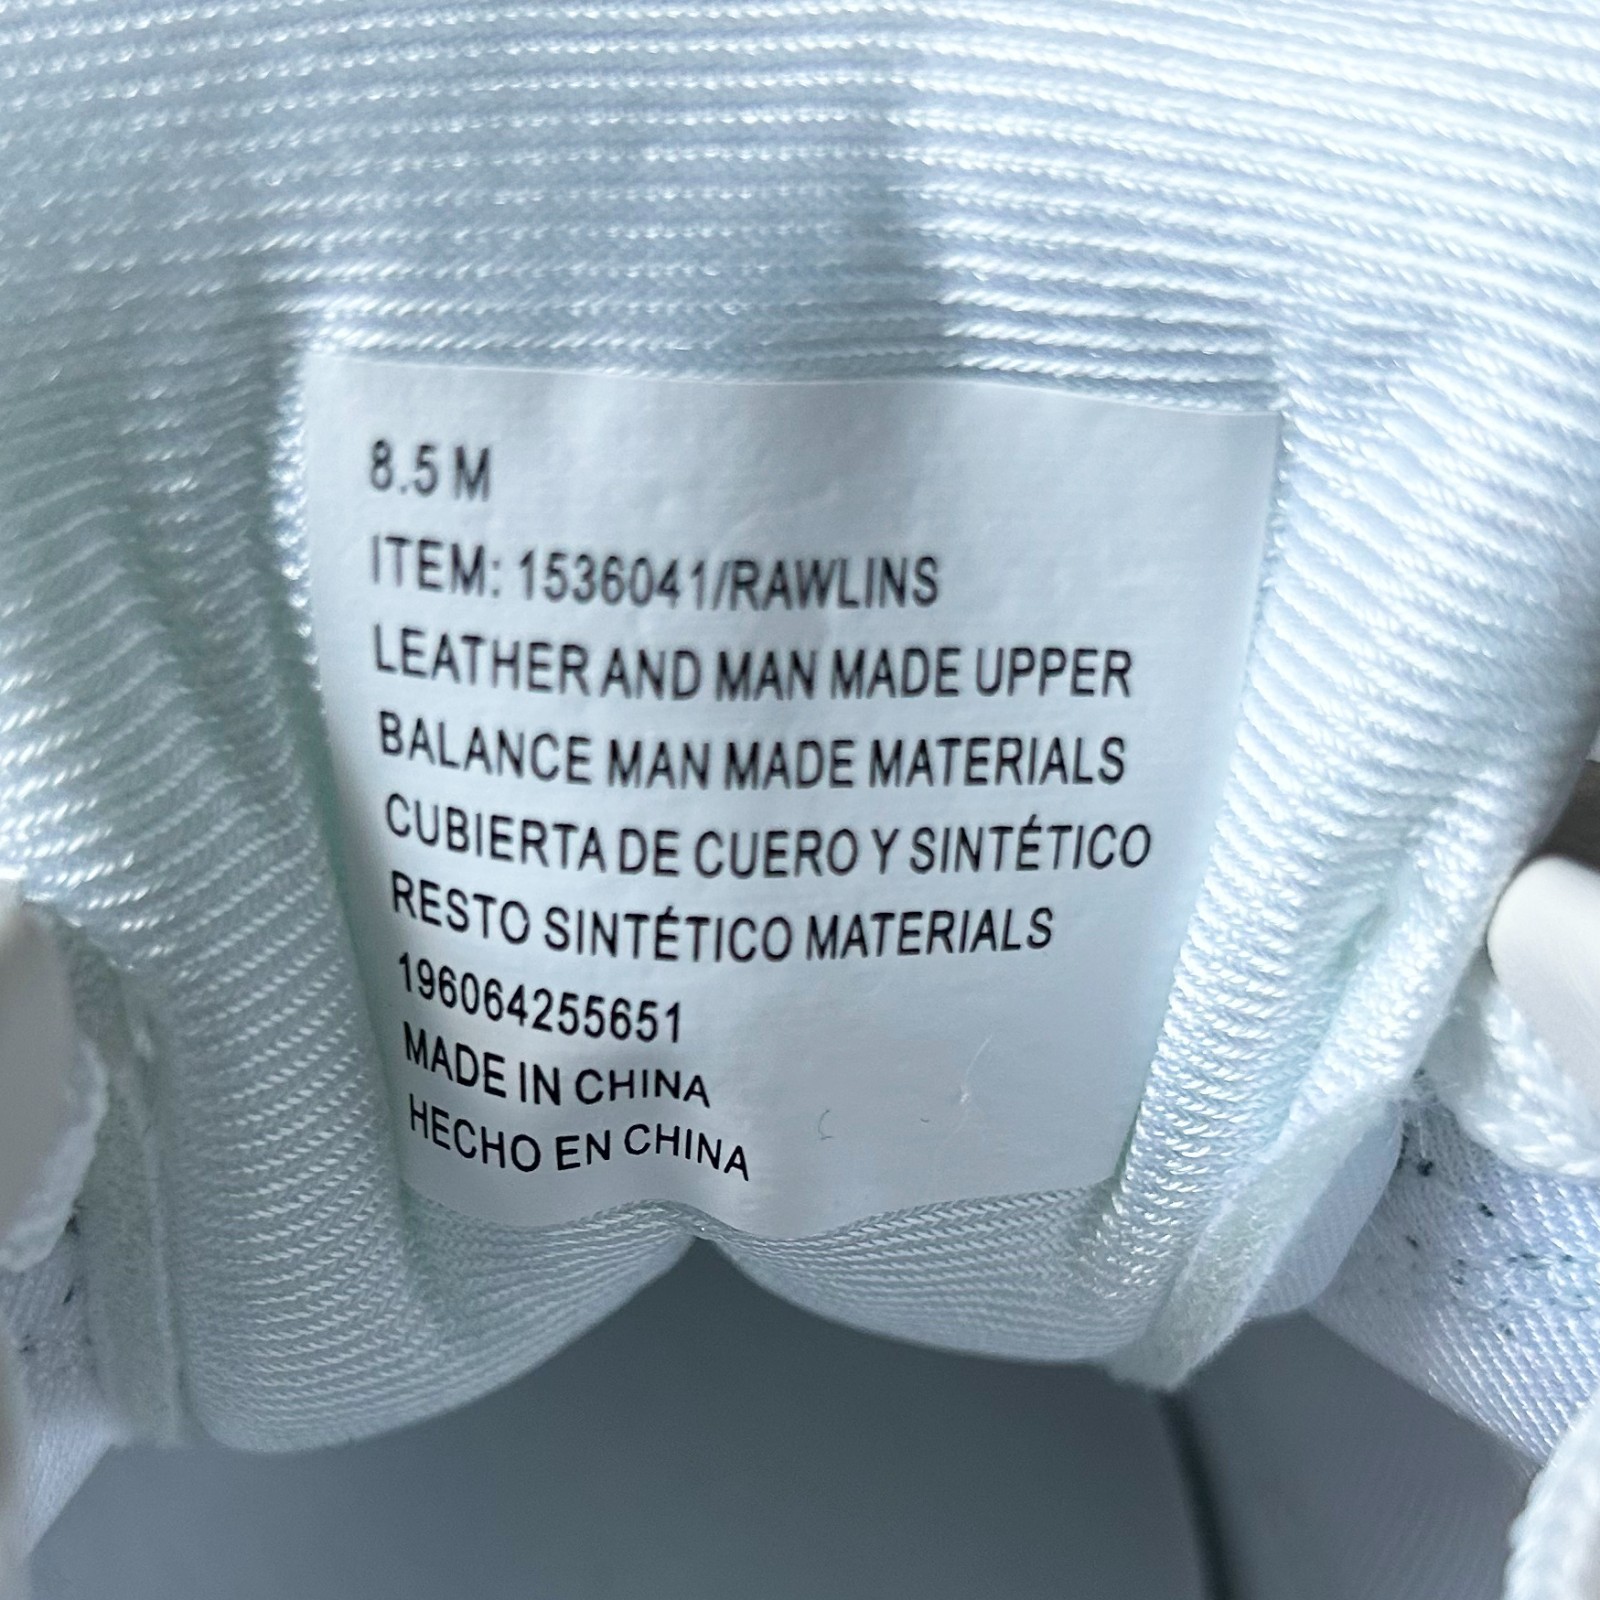 8.5 M
ITEM: 1536041/RAWLINS
LEATHER AND MAN MADE UPPER
BALANCE MAN MADE MATERIALS
CUBIERTA DE CUERO Y SINTÉTICO
RESTO SINTÉTICO MATERIALS
196064255651
MADE IN CHINA
HECHO EN CHINA